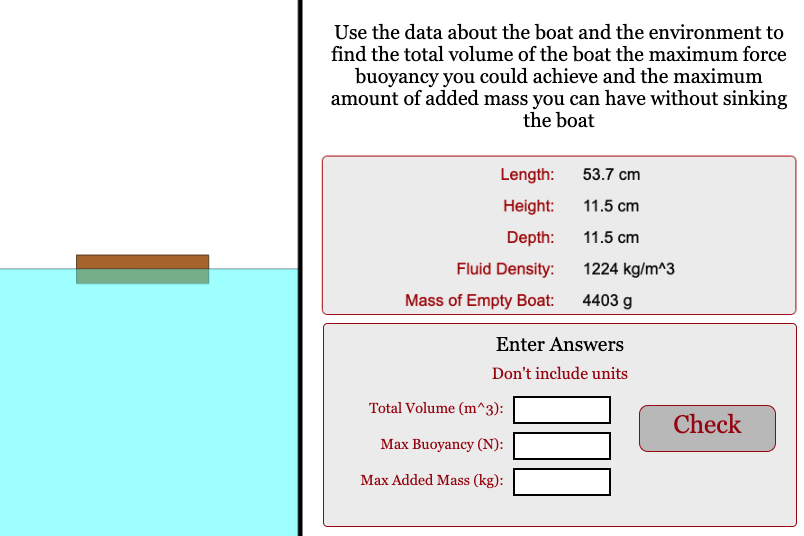 Use the data about the boat and the environment to
find the total volume of the boat the maximum force
buoyancy you could achieve and the maximum
amount of added mass you can have without sinking
the boat
Length: 53.7 cm
Height: 11.5 cm
Depth: 11.5 cm
Fluid Density: 1224 kg/m^3
Mass of Empty Boat: 4403 g
Enter Answers
Don't include units
Total Volume (m^3):
Max Buoyancy (N):
Max Added Mass (kg):
Check